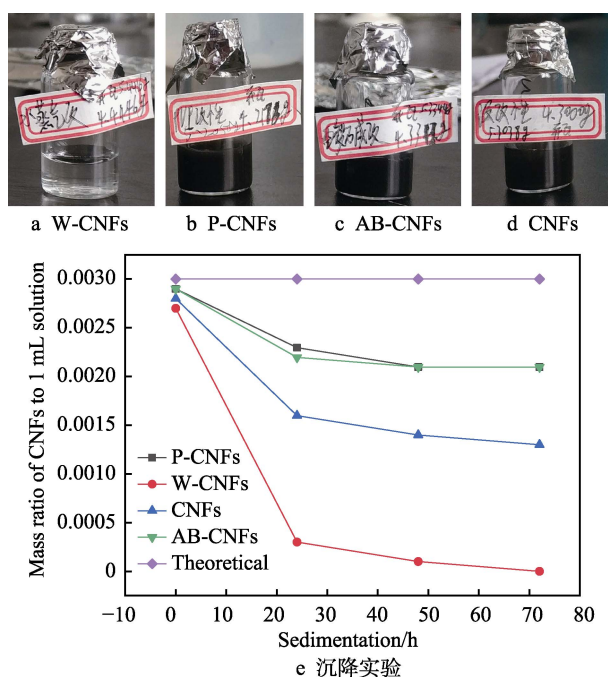 a W-CNFs
b P-CNFs
c AB-CNFs
d CNFs
0.0030
0.0025
0.0020
0.0015
0.0010
0.0005
0
Mass ratio of CNFs to 1 mL solution
P-CNFs
W-CNFs
CNFs
AB-CNFs
Theoretical
−10 0 10 20 30 40 50 60 70 80
Sedimentation/h
e 沉降实验